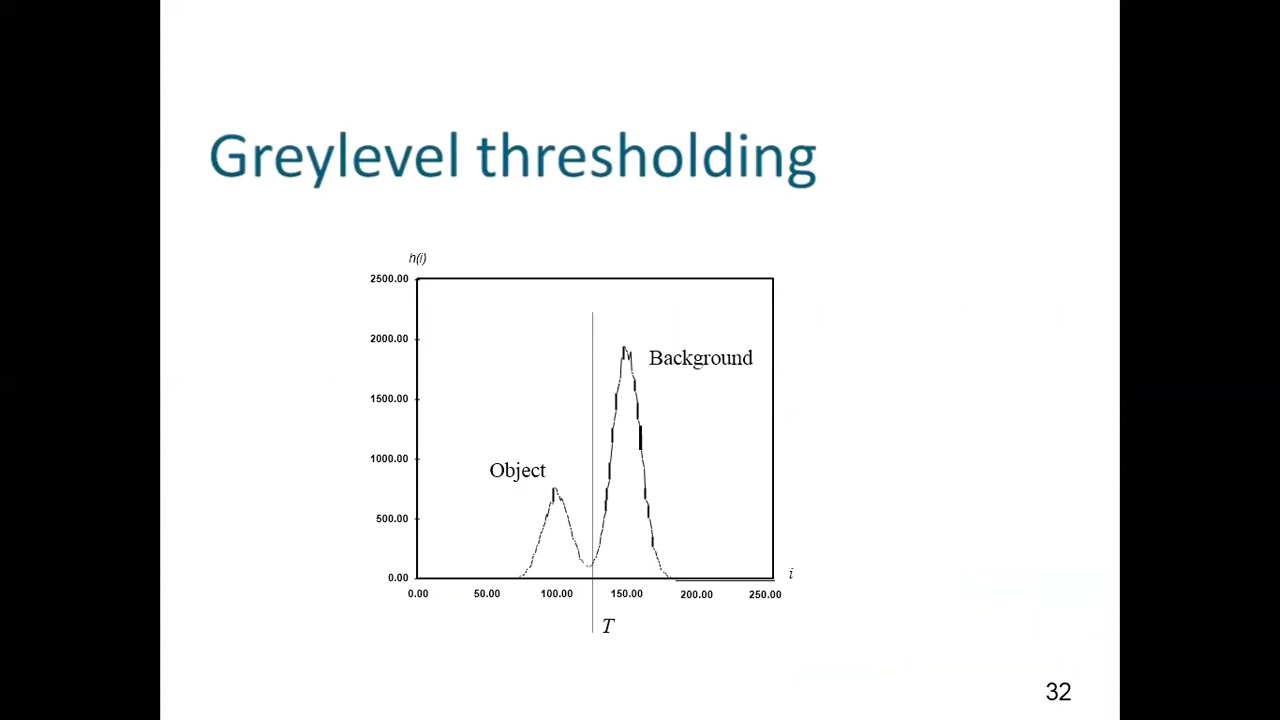 Greylevel thresholding
h(i)
2500.00
2000.00
Background
1500.00
1000.00
Object
500.00
0.00
i
0.00 50.00 100.00 150.00 200.00 250.00
T
32